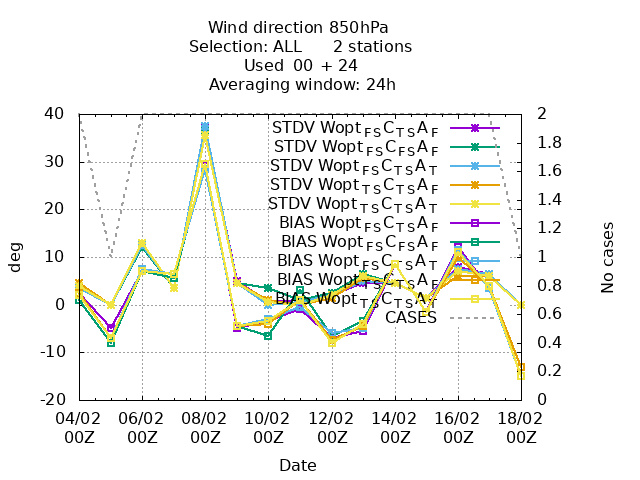 Wind direction 850hPa
Selection: ALL 2 stations
Used 00 + 24
Averaging window: 24h
40
30
20
10
0
-10
-20
deg
2
1.8
1.6
1.4
1.2
1
0.8
0.6
0.4
0.2
0
No cases
STDV Wopt FS C TS A F
STDV Wopt FS C FS A F
STDV Wopt FS C TS A T
STDV Wopt TS C TS A F
STDV Wopt TS C TS A T
BIAS Wopt FS C TS A F
BIAS Wopt FS C FS A F
BIAS Wopt FS C TS A T
BIAS Wopt TS C TS A F
BIAS Wopt TS C TS A T
CASES
04/02 06/02 08/02 10/02 12/02 14/02 16/02 18/02
00Z 00Z 00Z 00Z 00Z 00Z 00Z 00Z
Date